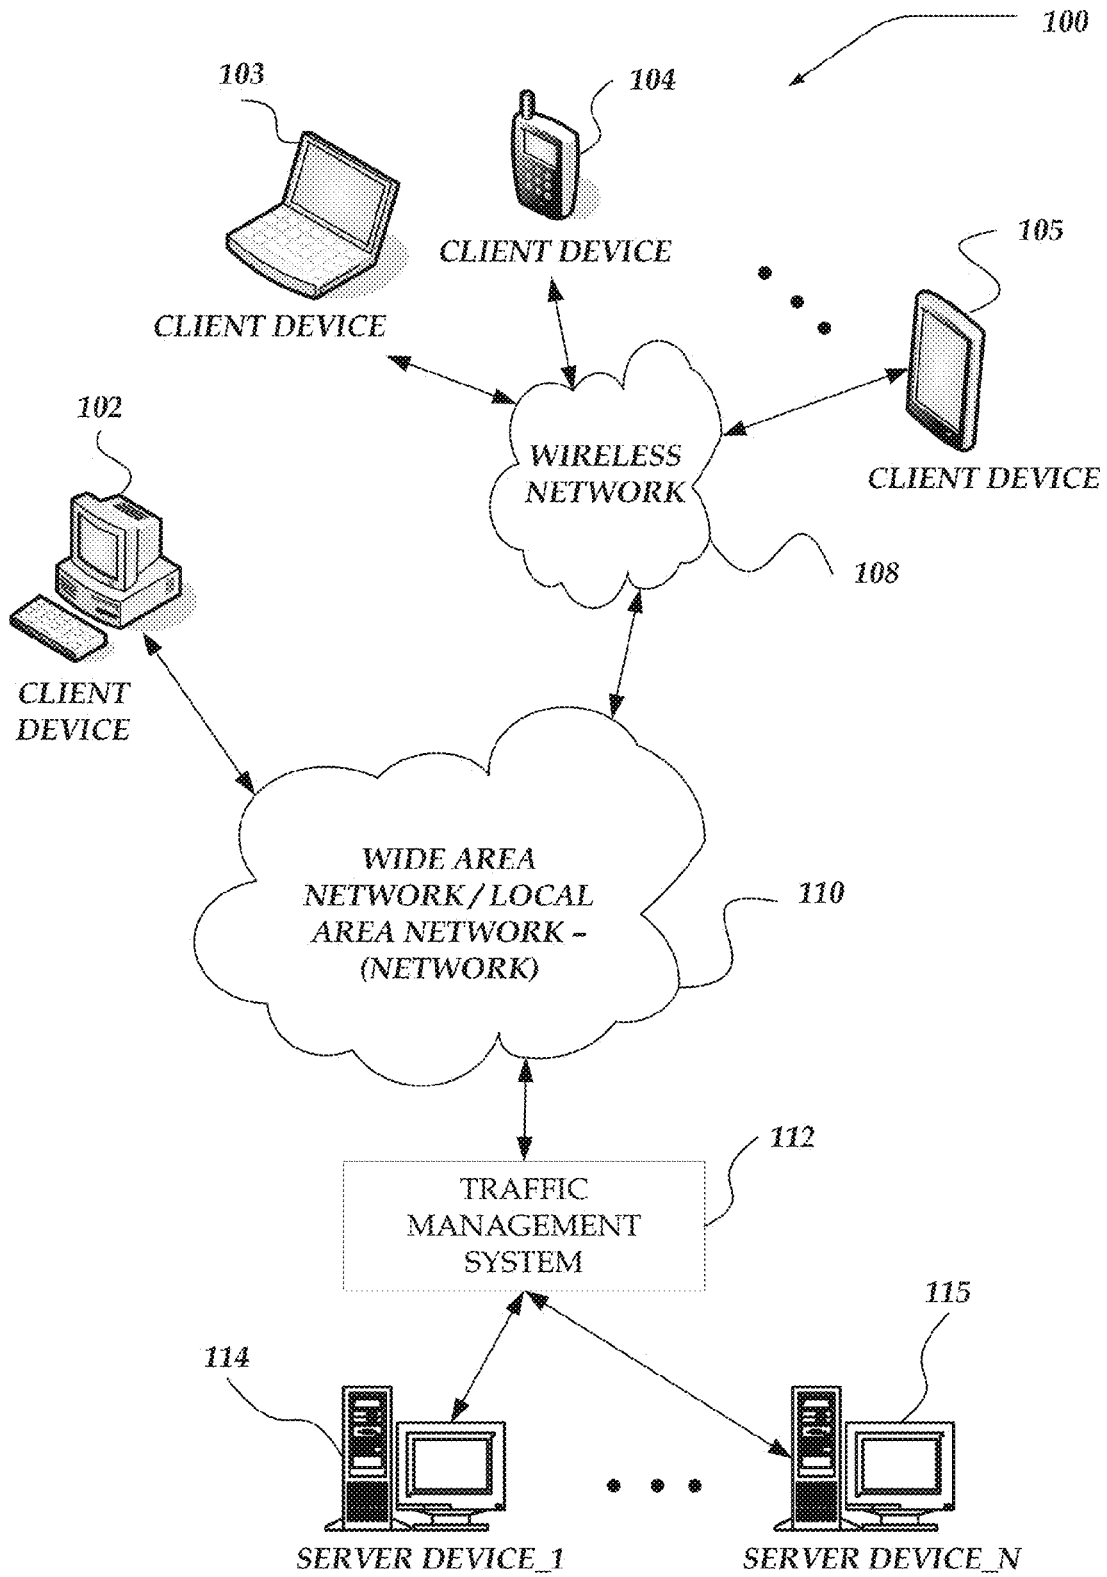 100
103
104
CLIENT DEVICE
105
CLIENT DEVICE
102
WIRELESS
NETWORK
CLIENT DEVICE
108
CLIENT
DEVICE
WIDE AREA
NETWORK / LOCAL
AREA NETWORK –
(NETWORK)
110
112
TRAFFIC
MANAGEMENT
SYSTEM
115
114
SERVER DEVICE_1
SERVER DEVICE_N